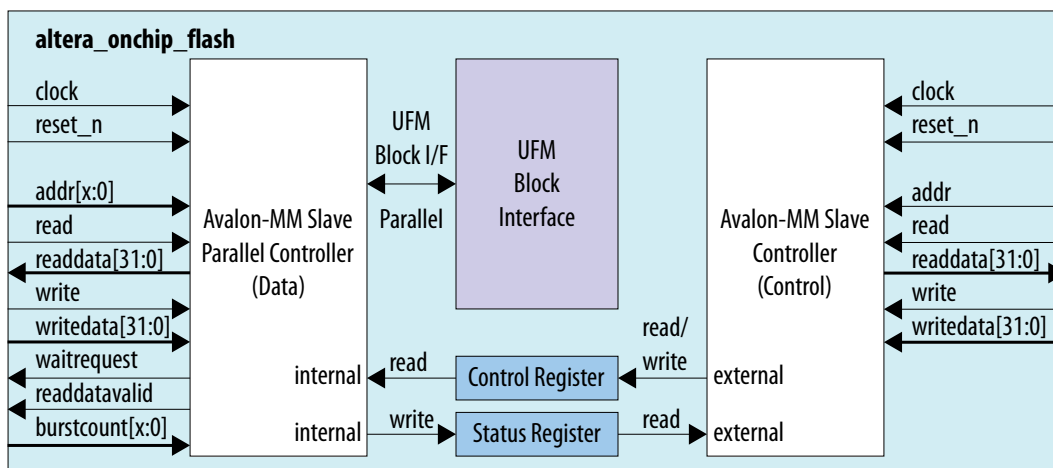 altera_onchip_flash
clock
reset_n
addr[x:0]
read
readdata[31:0]
write
writedata[31:0]
waitrequest
readdatavalid
burstcount[x:0]
Avalon-MM Slave
Parallel Controller
(Data)
internal
internal
UFM
Block I/F
Parallel
UFM
Block
Interface
read
Control Register
read/
write
write
Status Register
read
Avalon-MM Slave
Controller
(Control)
external
external
clock
reset_n
addr
read
readdata[31:0]
write
writedata[31:0]